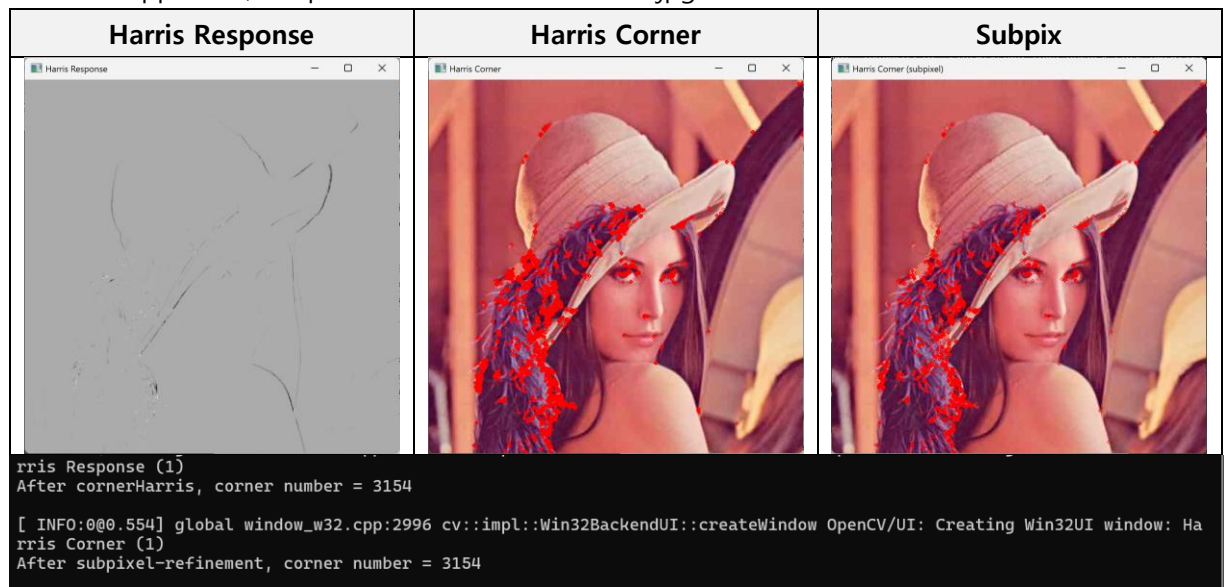 Harris Response
Harris Corner
Subpix
Harris Response
Harris Corner
Harris Corner (subpixel)
rris Response (1)
After cornerHarris, corner number = 3154
[ INFO:0@0.554] global window_w32.cpp:2996 cv::impl::Win32BackendUI::createWindow OpenCV/UI: Creating Win32UI window: Ha
rris Corner (1)
After subpixel-refinement, corner number = 3154